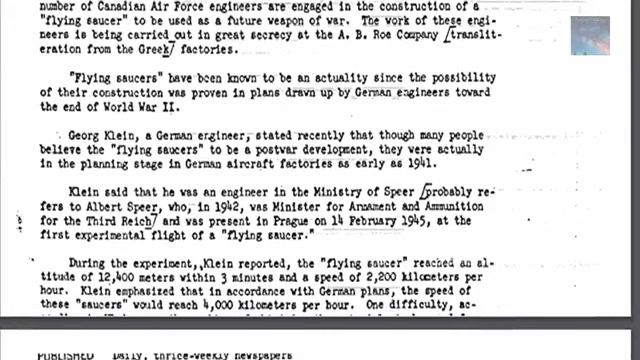 number of Canadian Air Force engineers are engaged in the construction of a
"flying saucer" to be used as a future weapon of war. The work of these engi-
neers is being carried out in great secrecy at the A. B. Roe Company [translit-
eration from the Greek] factories.
"Flying saucers" have been known to be an actuality since the possibility
of their construction was proven in plans drawn up by German engineers toward
the end of World War II.
Georg Klein, a German engineer, stated recently that though many people
believe the "flying saucers" to be a postwar development, they were actually
in the planning stage in German aircraft factories as early as 1941.
Klein said that he was an engineer in the Ministry of Speer [probably re-
fers to Albert Speer, who, in 1942, was Minister for Armament and Ammunition
for the Third Reich] and was present in Prague on 14 February 1945, at the
first experimental flight of a "flying saucer."
During the experiment, Klein reported, the "flying saucer" reached an al-
titude of 12,400 meters within 3 minutes and a speed of 2,200 kilometers per
hour. Klein emphasized that in accordance with German plans, the speed of
these "saucers" would reach 4,000 kilometers per hour. One difficulty, ac-
PUBLISHED Daily, thrice-weekly newspapers